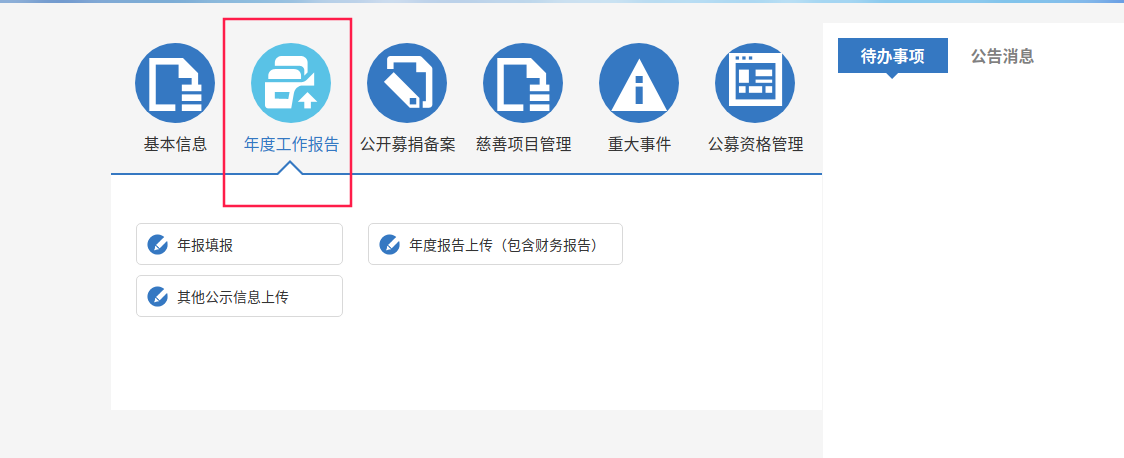 基本信息
年度工作报告
公开募捐备案
慈善项目管理
重大事件
公募资格管理
待办事项
公告消息
年报填报
年度报告上传（包含财务报告）
其他公示信息上传